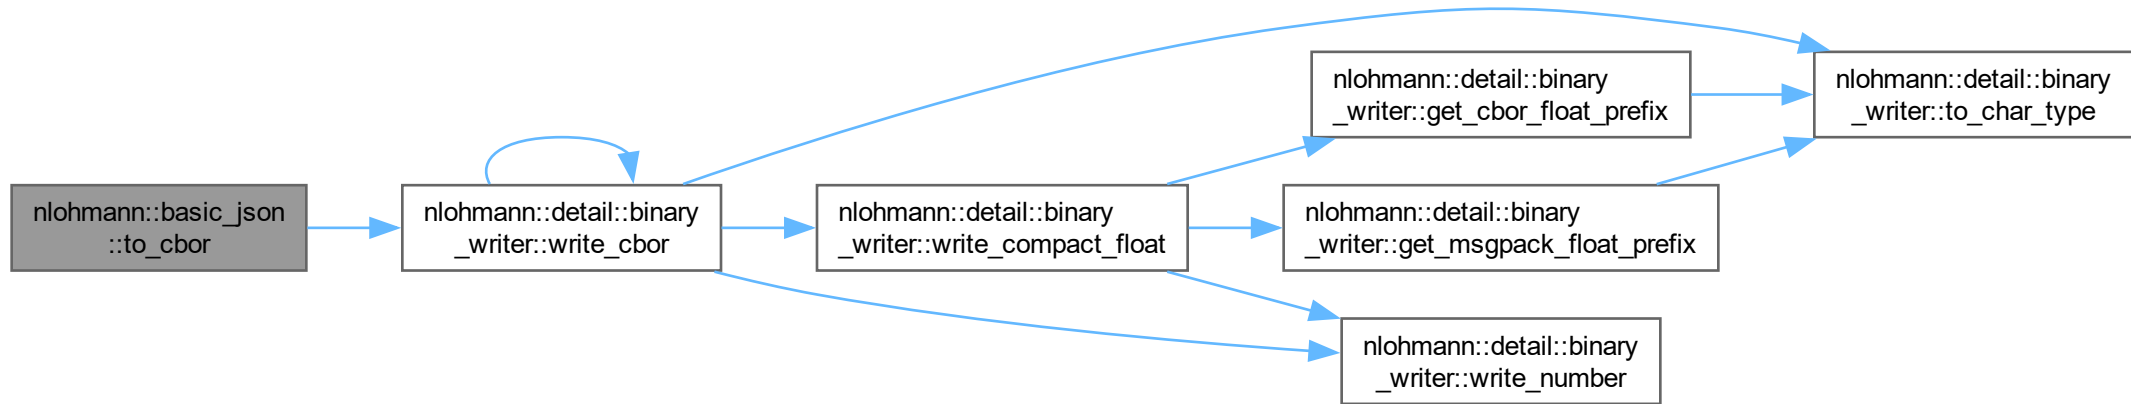 nlohmann::basic_json
::to_cbor
nlohmann::detail::binary
_writer::write_cbor
nlohmann::detail::binary
_writer::write_compact_float
nlohmann::detail::binary
_writer::get_cbor_float_prefix
nlohmann::detail::binary
_writer::get_msgpack_float_prefix
nlohmann::detail::binary
_writer::write_number
nlohmann::detail::binary
_writer::to_char_type